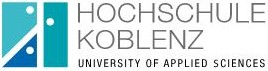 HOCHSCHULE
KOBLENZ
UNIVERSITY OF APPLIED SCIENCES